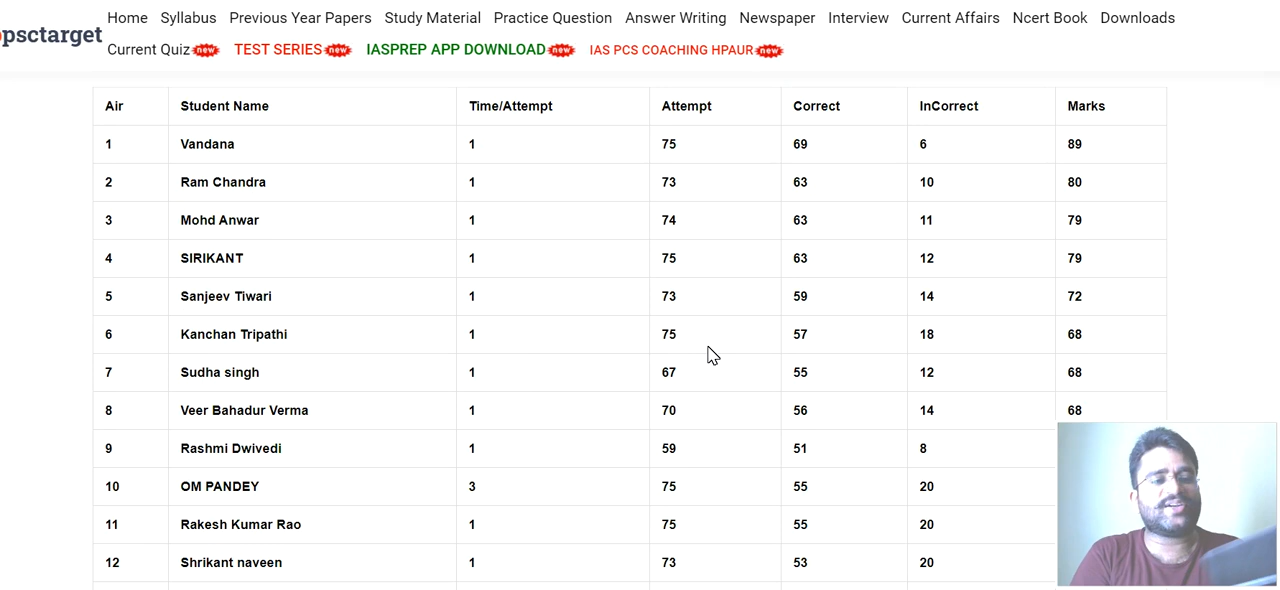 Home Syllabus Previous Year Papers Study Material Practice Question Answer Writing Newspaper Interview Current Affairs Ncert Book Downloads
psctarget
Current Quiz new TEST SERIES new IASPREP APP DOWNLOAD new IAS PCS COACHING HPAUR new
Air Student Name Time/Attempt Attempt Correct InCorrect Marks
1 Vandana 1 75 69 6 89
2 Ram Chandra 1 73 63 10 80
3 Mohd Anwar 1 74 63 11 79
4 SIRIKANT 1 75 63 12 79
5 Sanjeev Tiwari 1 73 59 14 72
6 Kanchan Tripathi 1 75 57 18 68
7 Sudha singh 1 67 55 12 68
8 Veer Bahadur Verma 1 70 56 14 68
9 Rashmi Dwivedi 1 59 51 8
10 OM PANDEY 3 75 55 20
11 Rakesh Kumar Rao 1 75 55 20
12 Shrikant naveen 1 73 53 20